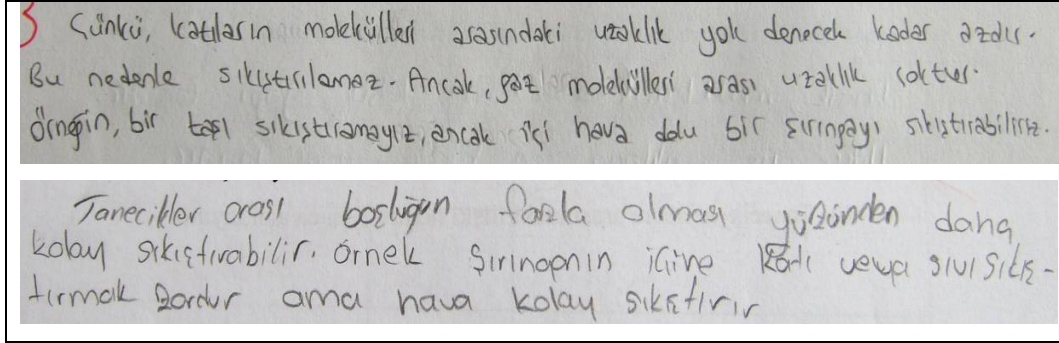 3 Çünkü, katıların molekülleri arasındaki uzaklık yok denecek kadar azdır.
Bu nedenle sıkıştırılamaz. Ancak, gaz molekülleri arası uzaklık çoktur.
Örneğin, bir taşı sıkıştıramayız, ancak içi hava dolu bir şırıngayı sıkıştırabiliriz.
Tanecikler arası boşluğun fazla olması yüzünden daha
kolay sıkıştırabilir. örnek Şırınganın içine Katı veya sıvı sıkış-
tırmak zordur ama hava kolay sıkıştırır